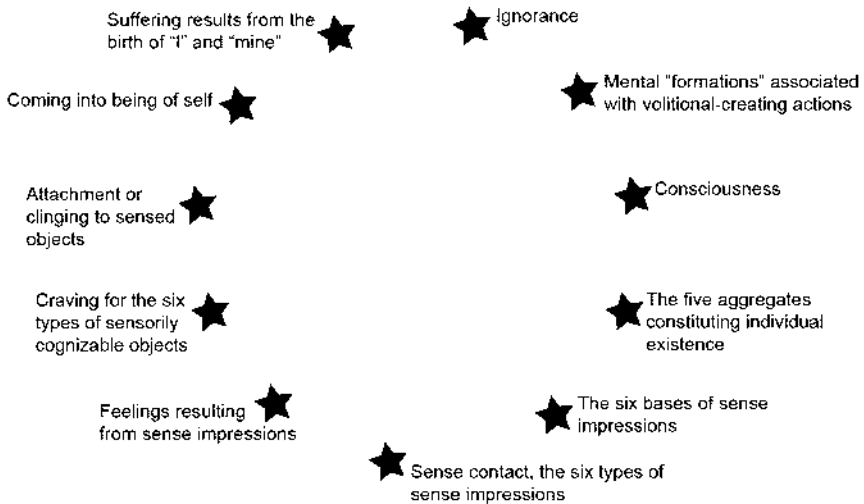 Suffering results from the
birth of “I” and “mine”
Ignorance
Coming into being of self
Mental "formations" associated
with volitional-creating actions
Attachment or
clinging to sensed
objects
Consciousness
Craving for the six
types of sensorily
cognizable objects
The five aggregates
constituting individual
existence
Feelings resulting
from sense impressions
The six bases of sense
impressions
Sense contact, the six types of
sense impressions